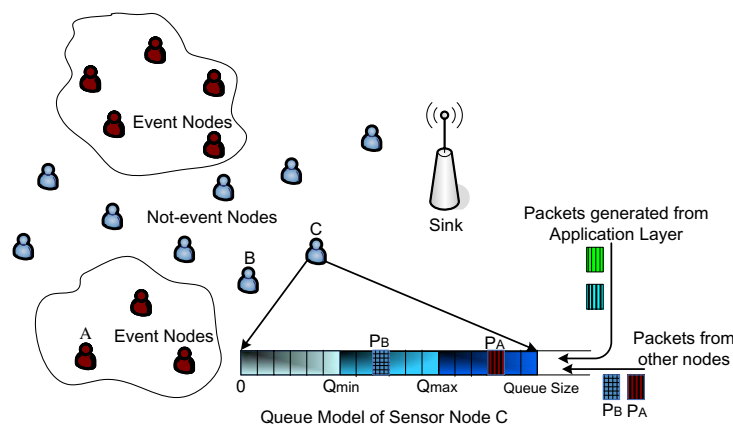 Event Nodes
Not-event Nodes
Sink
Packets generated from
Application Layer
C
B
A
Event Nodes
PB
PA
Packets from
other nodes
0
Qmin
Qmax
Queue Size
PB
PA
Queue Model of Sensor Node C